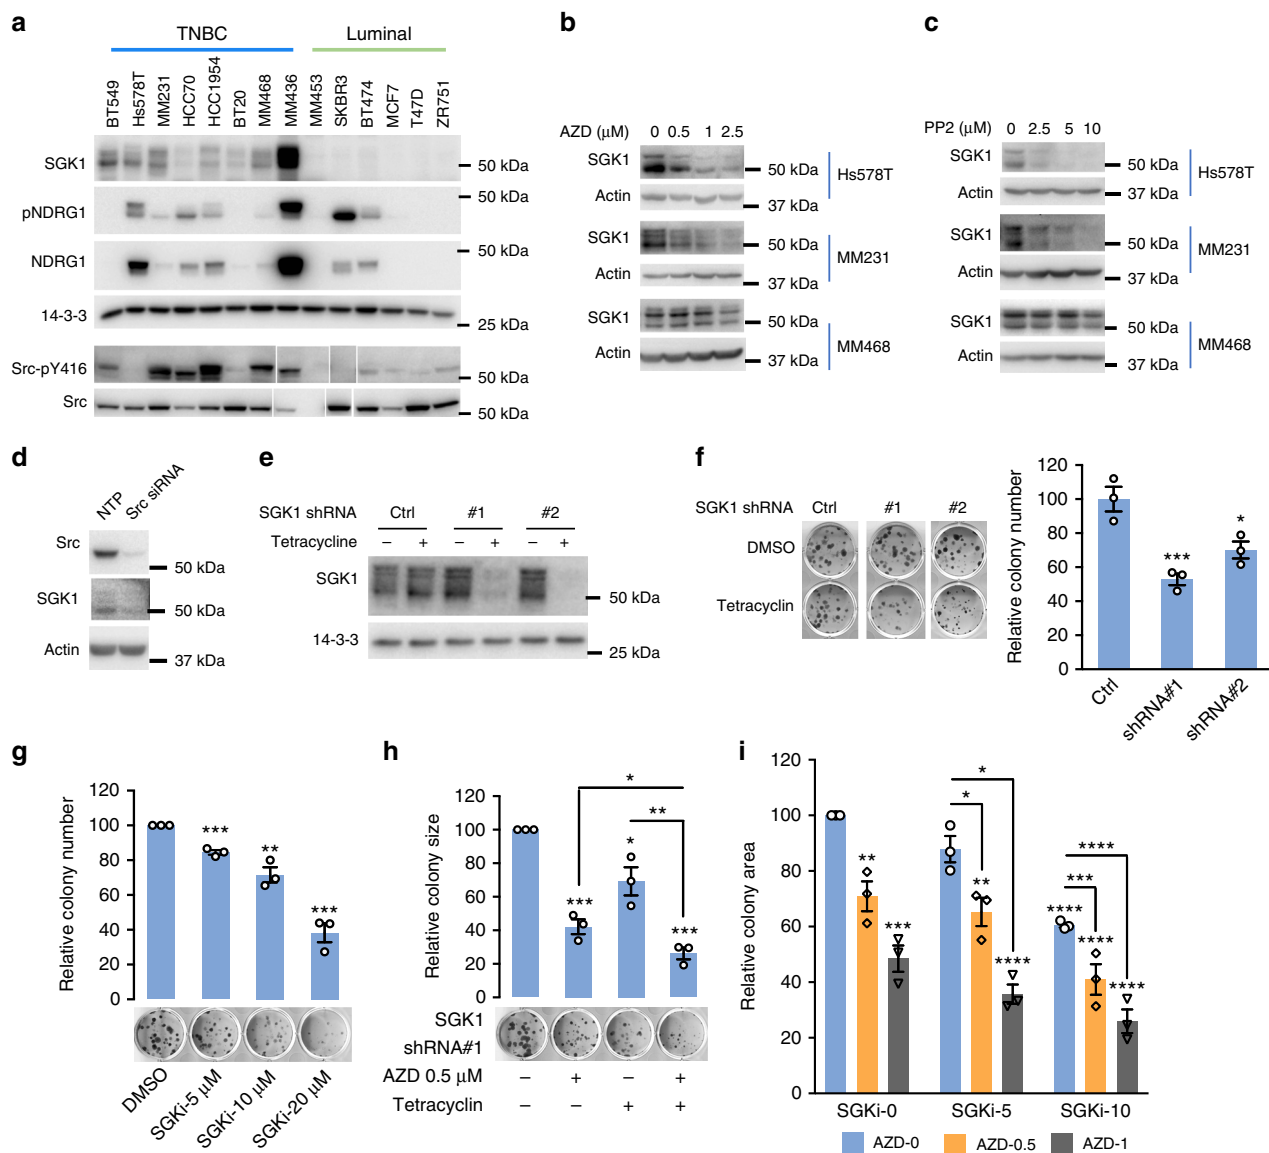 a
TNBC Luminal
BT549 Hs578T MM231 HCC70 HCC1954 BT20 MM468 MM436 MM453 SKBR3 BT474 MCF7 T47D ZR751
SGK1 50 kDa
pNDRG1 50 kDa
NDRG1 50 kDa
14-3-3 25 kDa
Src-pY416 50 kDa
Src 50 kDa
b
AZD (μM) 0 0.5 1 2.5
SGK1 50 kDa
Actin 37 kDa
Hs578T
SGK1 50 kDa
Actin 37 kDa
MM231
SGK1 50 kDa
Actin 37 kDa
MM468
c
PP2 (μM) 0 2.5 5 10
SGK1 50 kDa
Actin 37 kDa
Hs578T
SGK1 50 kDa
Actin 37 kDa
MM231
SGK1 50 kDa
Actin 37 kDa
MM468
d
NTP Src siRNA
Src 50 kDa
SGK1 50 kDa
Actin 37 kDa
e
SGK1 shRNA Ctrl #1 #2
Tetracycline – + – + – +
SGK1 50 kDa
14-3-3 25 kDa
f
SGK1 shRNA Ctrl #1 #2
DMSO
Tetracyclin
Relative colony number
120
100
80
60
40
20
0
***
*
Ctrl shRNA#1 shRNA#2
g
Relative colony number
120
100
80
60
40
20
0
***
**
***
DMSO SGKi-5 μM SGKi-10 μM SGKi-20 μM
h
Relative colony size
120
100
80
60
40
20
0
*
**
***
*
***
SGK1
shRNA#1
AZD 0.5 μM – + – +
Tetracyclin – – + +
i
Relative colony area
120
100
80
60
40
20
0
**
***
*
*
**
****
****
***
****
****
****
SGKi-0 SGKi-5 SGKi-10
AZD-0 AZD-0.5 AZD-1